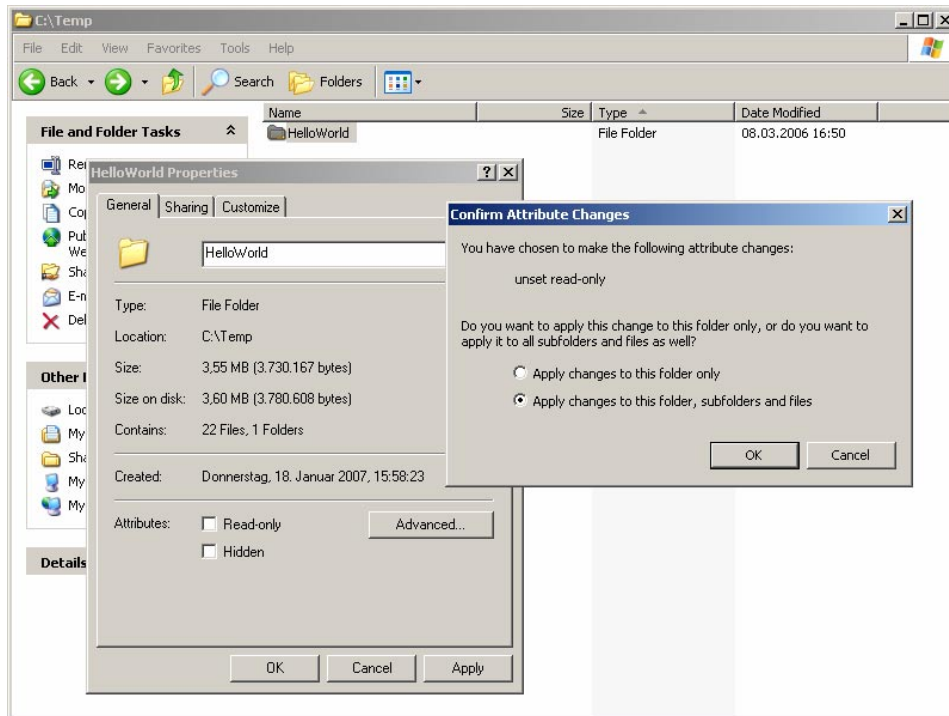 C:\Temp
File Edit View Favorites Tools Help
Back Search Folders
Name Size Type Date Modified
HelloWorld File Folder 08.03.2006 16:50
File and Folder Tasks
We
Other
My
My
My
Details
HelloWorld Properties
General Sharing Customize
HelloWorld
Type: File Folder
Location: C:\Temp
Size: 3,55 MB (3.730.167 bytes)
Size on disk: 3,60 MB (3.780.608 bytes)
Contains: 22 Files, 1 Folders
Created: Donnerstag, 18. Januar 2007, 15:58:23
Attributes: Read-only Advanced...
Hidden
OK Cancel Apply
Confirm Attribute Changes
You have chosen to make the following attribute changes:
unset read-only
Do you want to apply this change to this folder only, or do you want to
apply it to all subfolders and files as well?
Apply changes to this folder only
Apply changes to this folder, subfolders and files
OK Cancel